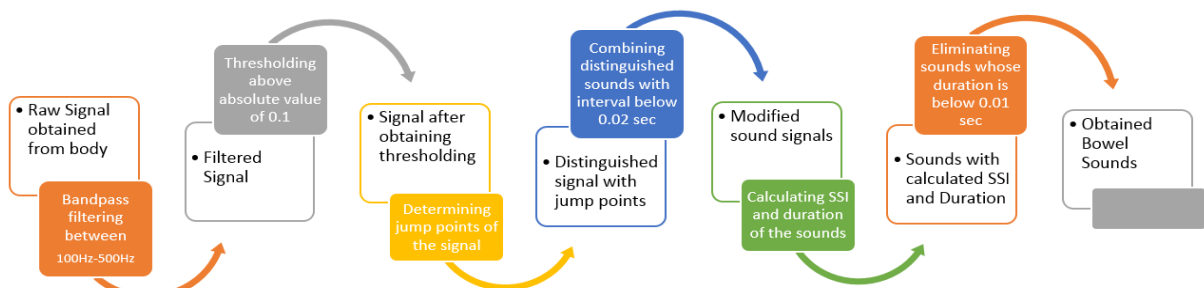 • Raw Signal
obtained
from body
Bandpass
filtering
between
100Hz-500Hz
Thresholding
above
absolute value
of 0.1
• Filtered
Signal
• Signal after
obtaining
thresholding
Determining
jump points
of the signal
Combining
distinguished
sounds with
interval below
0.02 sec
• Distinguished
signal with
jump points
• Modified
sound signals
Calculating SSI
and duration
of the sounds
Eliminating
sounds whose
duration is
below 0.01
sec
• Sounds with
calculated SSI
and Duration
• Obtained
Bowel
Sounds